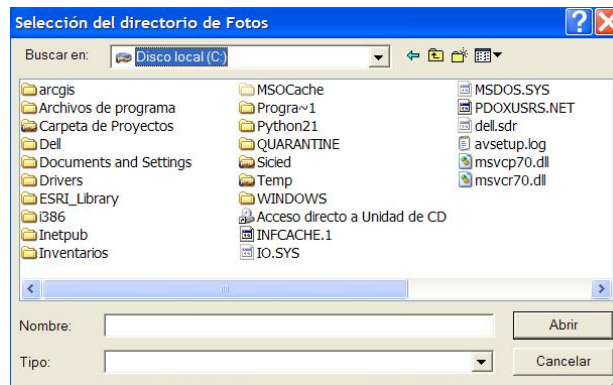 Selección del directorio de Fotos
Buscar en: Disco local (C:)
arcgis
Archivos de programa
Carpeta de Proyectos
Dell
Documents and Settings
Drivers
ESRI_Library
i386
Inetpub
Inventarios
MSOCache
Progra~1
Python21
QUARANTINE
Sicied
Temp
WINDOWS
Acceso directo a Unidad de CD
INFCACHE.1
IO.SYS
MSDOS.SYS
PDOXUSRS.NET
dell.sdr
avsetup.log
msvcp70.dll
msvcr70.dll
Nombre:
Abrir
Tipo:
Cancelar